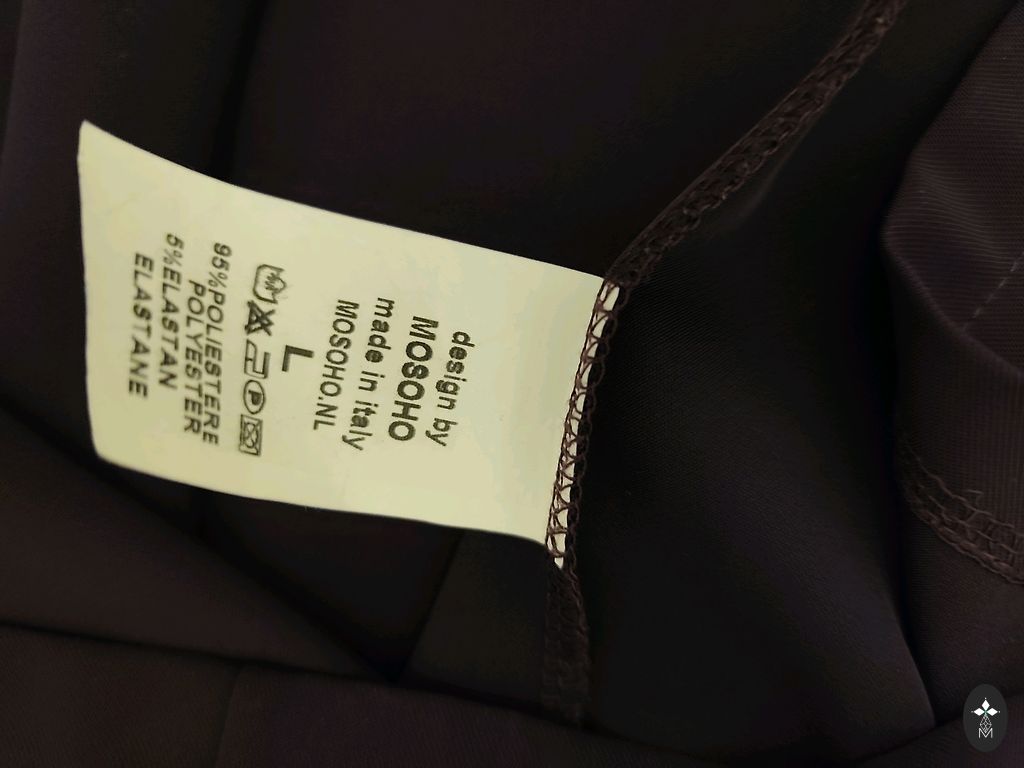 design by
MOSOHO
made in italy
MOSOHO.NL
L
P
95%POLIESTERE
POLYESTER
5%ELASTAN
ELASTANE
M